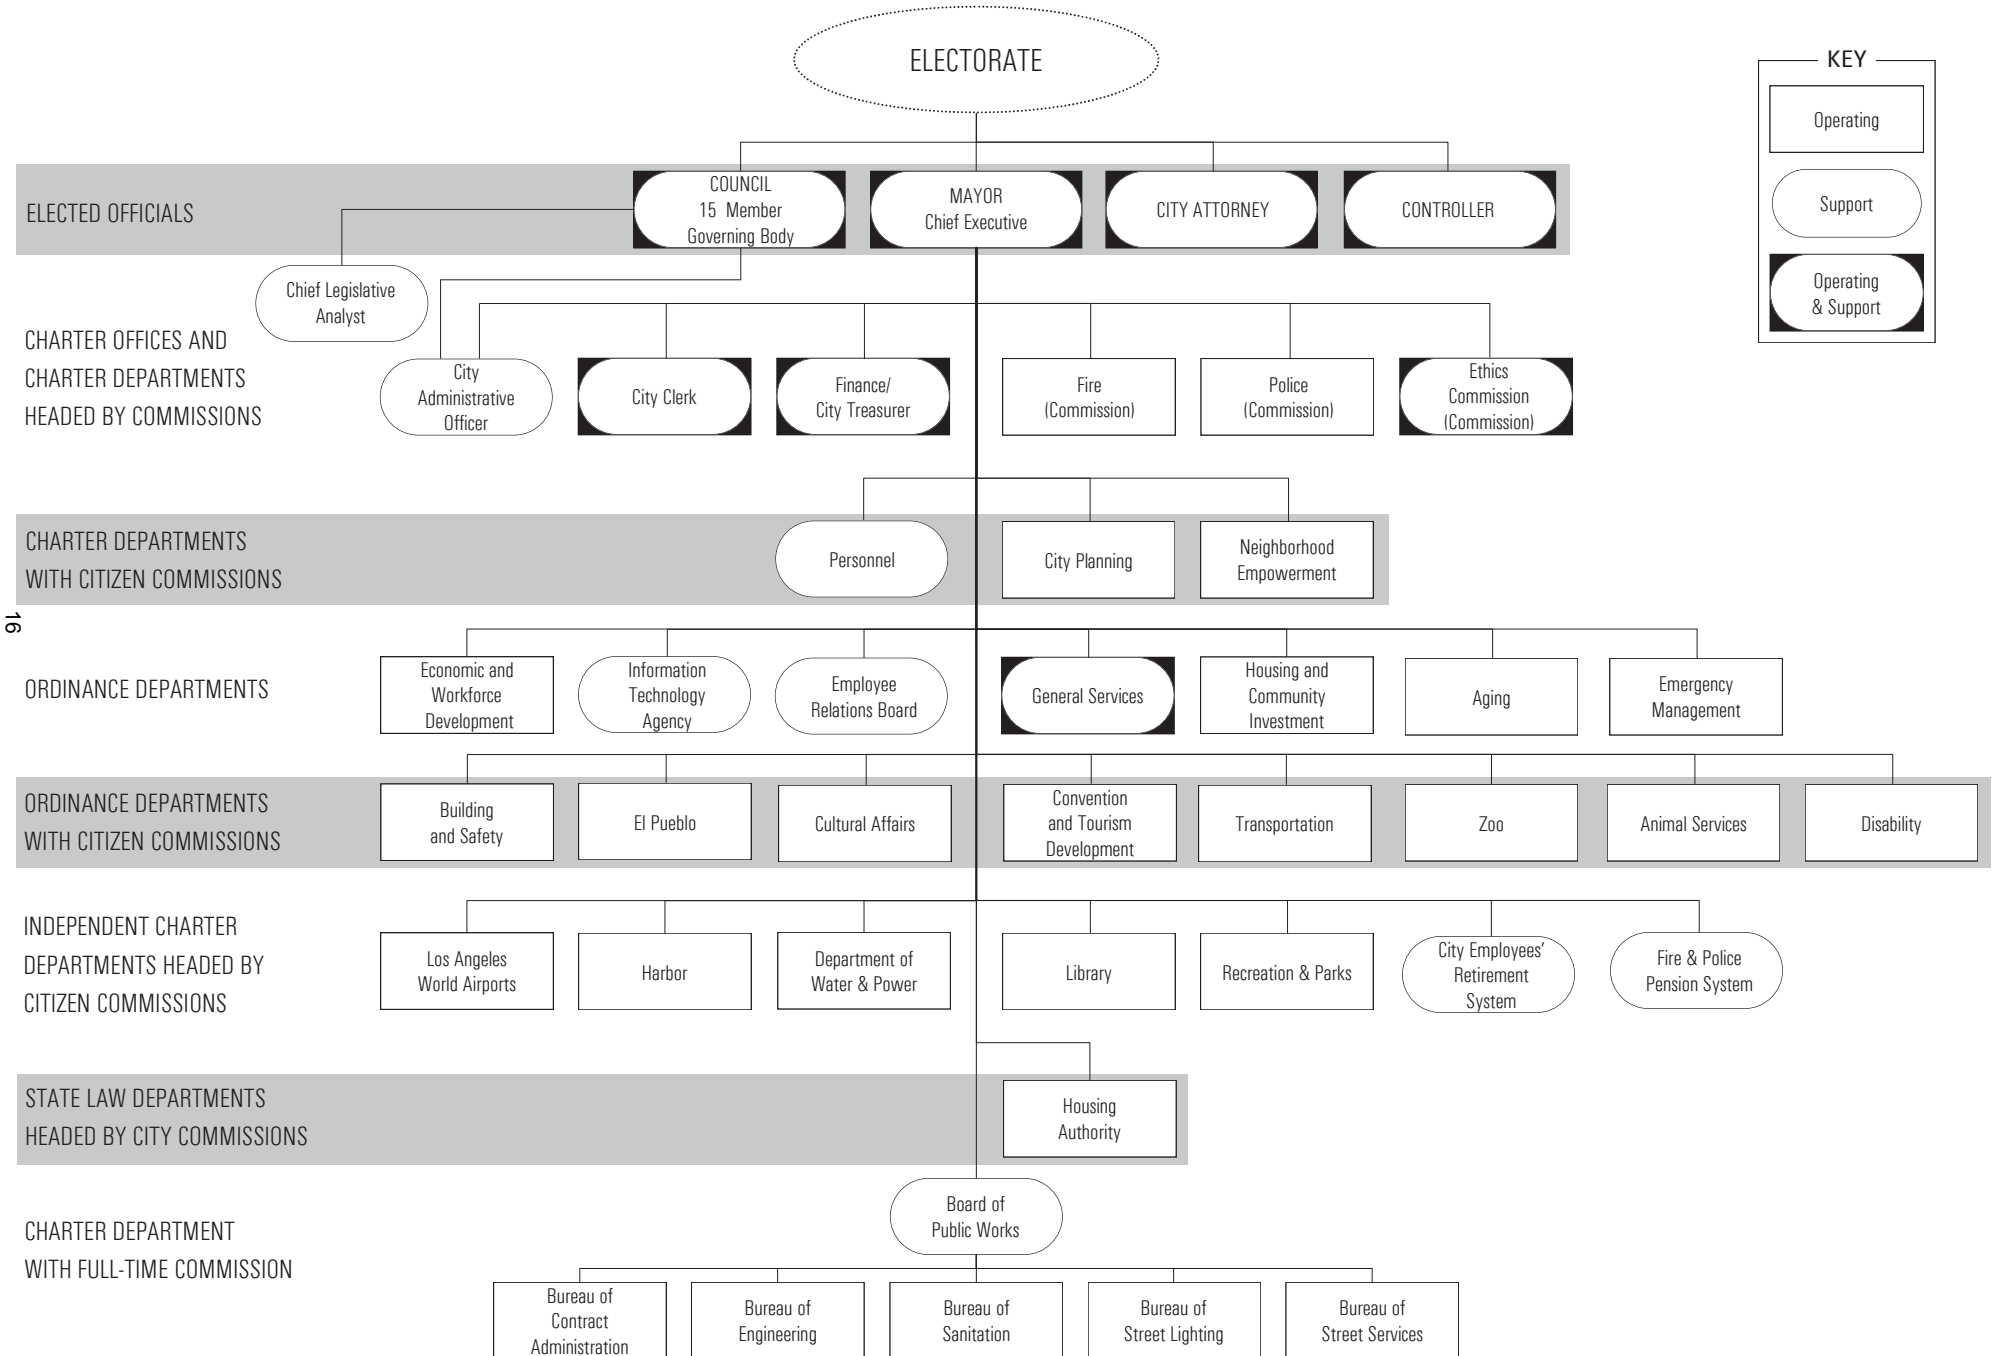 ELECTORATE
KEY
Operating
Support
Operating
& Support
ELECTED OFFICIALS
COUNCIL
15 Member
Governing Body
MAYOR
Chief Executive
CITY ATTORNEY
CONTROLLER
Chief Legislative
Analyst
CHARTER OFFICES AND
CHARTER DEPARTMENTS
HEADED BY COMMISSIONS
City
Administrative
Officer
City Clerk
Finance/
City Treasurer
Fire
(Commission)
Police
(Commission)
Ethics
Commission
(Commission)
CHARTER DEPARTMENTS
WITH CITIZEN COMMISSIONS
Personnel
City Planning
Neighborhood
Empowerment
16
ORDINANCE DEPARTMENTS
Economic and
Workforce
Development
Information
Technology
Agency
Employee
Relations Board
General Services
Housing and
Community
Investment
Aging
Emergency
Management
ORDINANCE DEPARTMENTS
WITH CITIZEN COMMISSIONS
Building
and Safety
El Pueblo
Cultural Affairs
Convention
and Tourism
Development
Transportation
Zoo
Animal Services
Disability
INDEPENDENT CHARTER
DEPARTMENTS HEADED BY
CITIZEN COMMISSIONS
Los Angeles
World Airports
Harbor
Department of
Water & Power
Library
Recreation & Parks
City Employees’
Retirement
System
Fire & Police
Pension System
STATE LAW DEPARTMENTS
HEADED BY CITY COMMISSIONS
Housing
Authority
CHARTER DEPARTMENT
WITH FULL-TIME COMMISSION
Board of
Public Works
Bureau of
Contract
Administration
Bureau of
Engineering
Bureau of
Sanitation
Bureau of
Street Lighting
Bureau of
Street Services